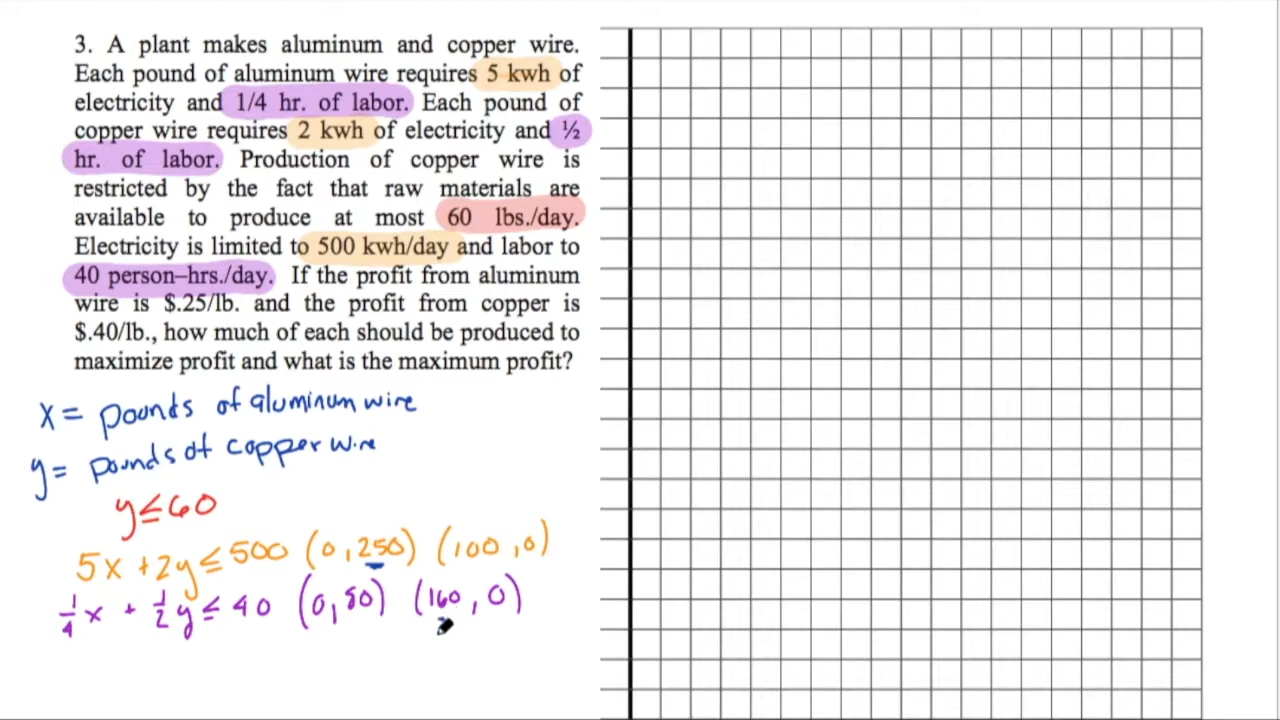 3. A plant makes aluminum and copper wire.
Each pound of aluminum wire requires 5 kwh of
electricity and 1/4 hr. of labor. Each pound of
copper wire requires 2 kwh of electricity and ½
hr. of labor. Production of copper wire is
restricted by the fact that raw materials are
available to produce at most 60 lbs./day.
Electricity is limited to 500 kwh/day and labor to
40 person–hrs./day. If the profit from aluminum
wire is $.25/lb. and the profit from copper is
$.40/lb., how much of each should be produced to
maximize profit and what is the maximum profit?
x = pounds of aluminum wire
y = pounds of copper wire
y ≤ 60
5x + 2y ≤ 500 (0, 250) (100, 0)
1/4 x + 1/2 y ≤ 40 (0, 80) (160, 0)